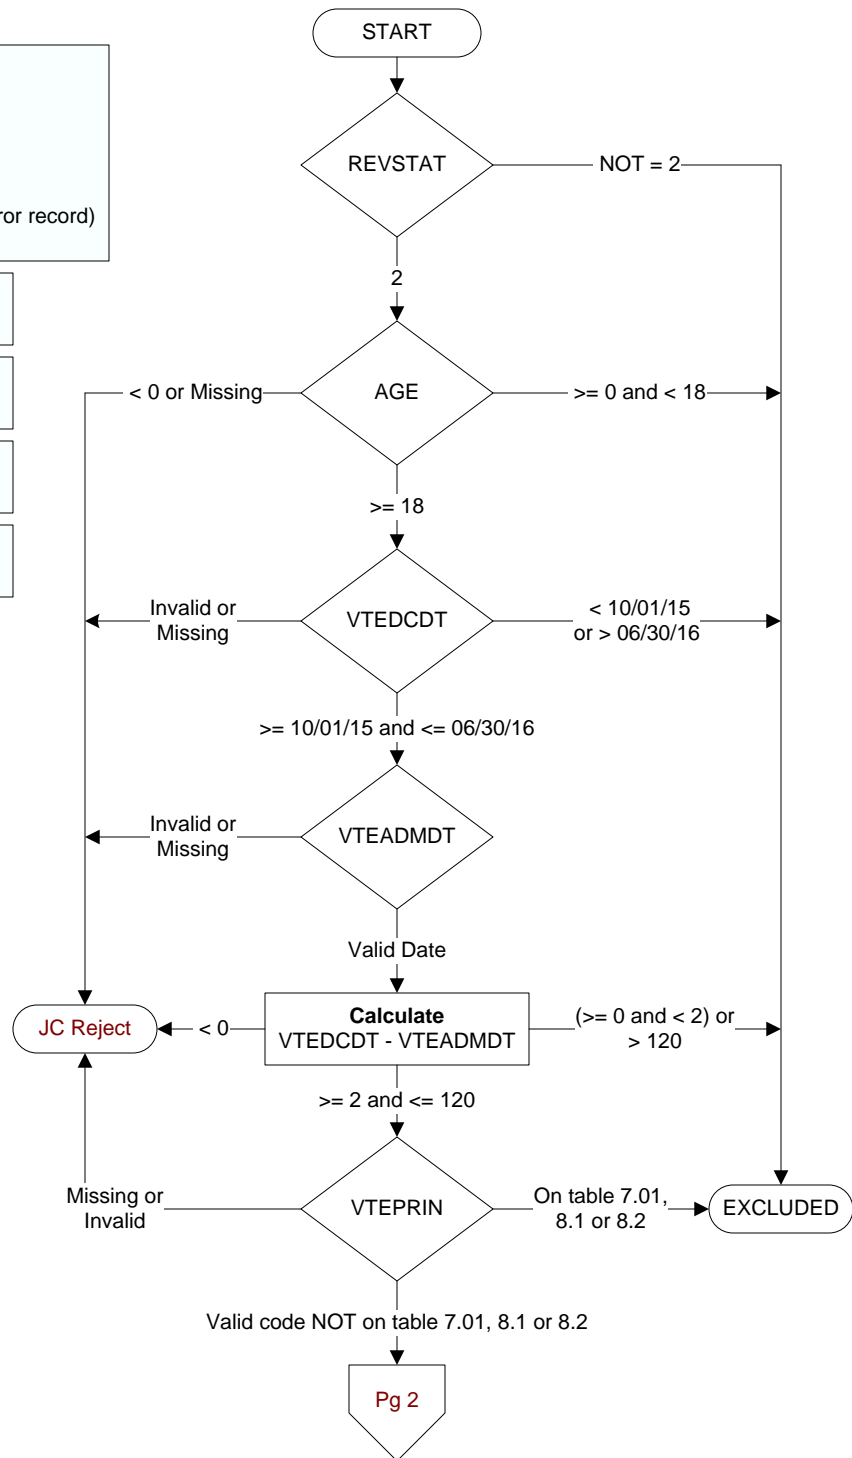 START
REVSTAT
NOT = 2
ror record)
2
< 0 or Missing
AGE
>= 0 and < 18
>= 18
Invalid or
Missing
VTEDCDT
< 10/01/15
or > 06/30/16
>= 10/01/15 and <= 06/30/16
Invalid or
Missing
VTEADMDT
Valid Date
JC Reject
< 0
Calculate
VTEDCDT - VTEADMDT
(>= 0 and < 2) or
> 120
>= 2 and <= 120
Missing or
Invalid
VTEPRIN
On table 7.01,
8.1 or 8.2
EXCLUDED
Valid code NOT on table 7.01, 8.1 or 8.2
Pg 2